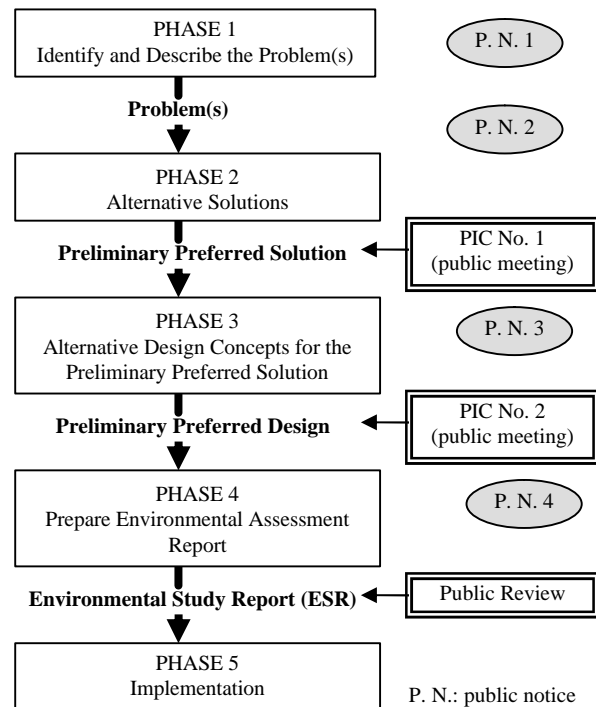 PHASE 1
Identify and Describe the Problem(s)
P. N. 1
Problem(s)
P. N. 2
PHASE 2
Alternative Solutions
Preliminary Preferred Solution
PIC No. 1
(public meeting)
PHASE 3
Alternative Design Concepts for the
Preliminary Preferred Solution
P. N. 3
Preliminary Preferred Design
PIC No. 2
(public meeting)
PHASE 4
Prepare Environmental Assessment
Report
P. N. 4
Environmental Study Report (ESR)
Public Review
PHASE 5
Implementation
P. N.: public notice